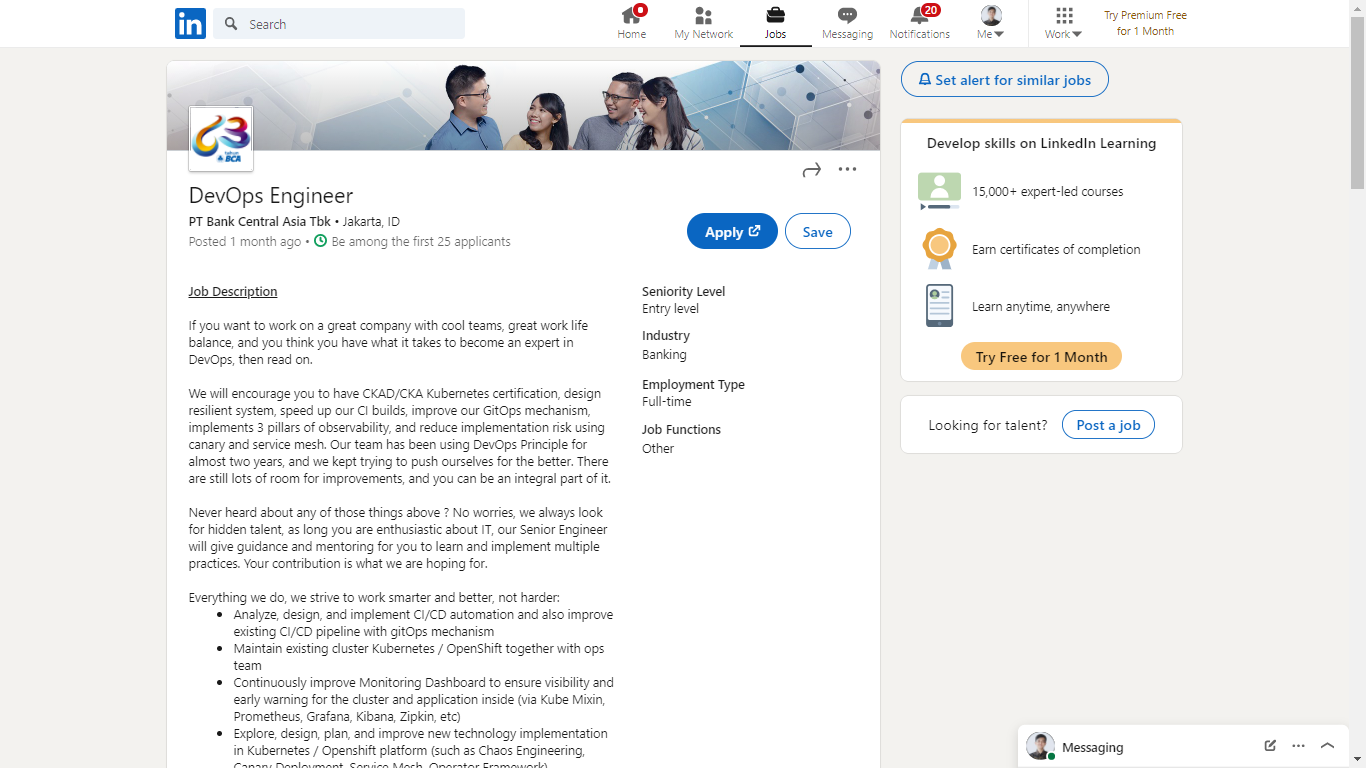 in
Search
Home
My Network
Jobs
Messaging
20
Notifications
Me
Work
Try Premium Free
for 1 Month
Set alert for similar jobs
63
BCA
DevOps Engineer
PT Bank Central Asia Tbk • Jakarta, ID
Posted 1 month ago • Be among the first 25 applicants
Apply
Save
Job Description
If you want to work on a great company with cool teams, great work life
balance, and you think you have what it takes to become an expert in
DevOps, then read on.
We will encourage you to have CKAD/CKA Kubernetes certification, design
resilient system, speed up our CI builds, improve our GitOps mechanism,
implements 3 pillars of observability, and reduce implementation risk using
canary and service mesh. Our team has been using DevOps Principle for
almost two years, and we kept trying to push ourselves for the better. There
are still lots of room for improvements, and you can be an integral part of it.
Never heard about any of those things above ? No worries, we always look
for hidden talent, as long you are enthusiastic about IT, our Senior Engineer
will give guidance and mentoring for you to learn and implement multiple
practices. Your contribution is what we are hoping for.
Everything we do, we strive to work smarter and better, not harder:
• Analyze, design, and implement CI/CD automation and also improve
existing CI/CD pipeline with gitOps mechanism
• Maintain existing cluster Kubernetes / OpenShift together with ops
team
• Continuously improve Monitoring Dashboard to ensure visibility and
early warning for the cluster and application inside (via Kube Mixin,
Prometheus, Grafana, Kibana, Zipkin, etc)
• Explore, design, plan, and improve new technology implementation
in Kubernetes / Openshift platform (such as Chaos Engineering,
Canary Deployment, Service Mesh, Operator Framework)
Seniority Level
Entry level
Industry
Banking
Employment Type
Full-time
Job Functions
Other
Develop skills on LinkedIn Learning
15,000+ expert-led courses
Earn certificates of completion
Learn anytime, anywhere
Try Free for 1 Month
Looking for talent?
Post a job
Messaging